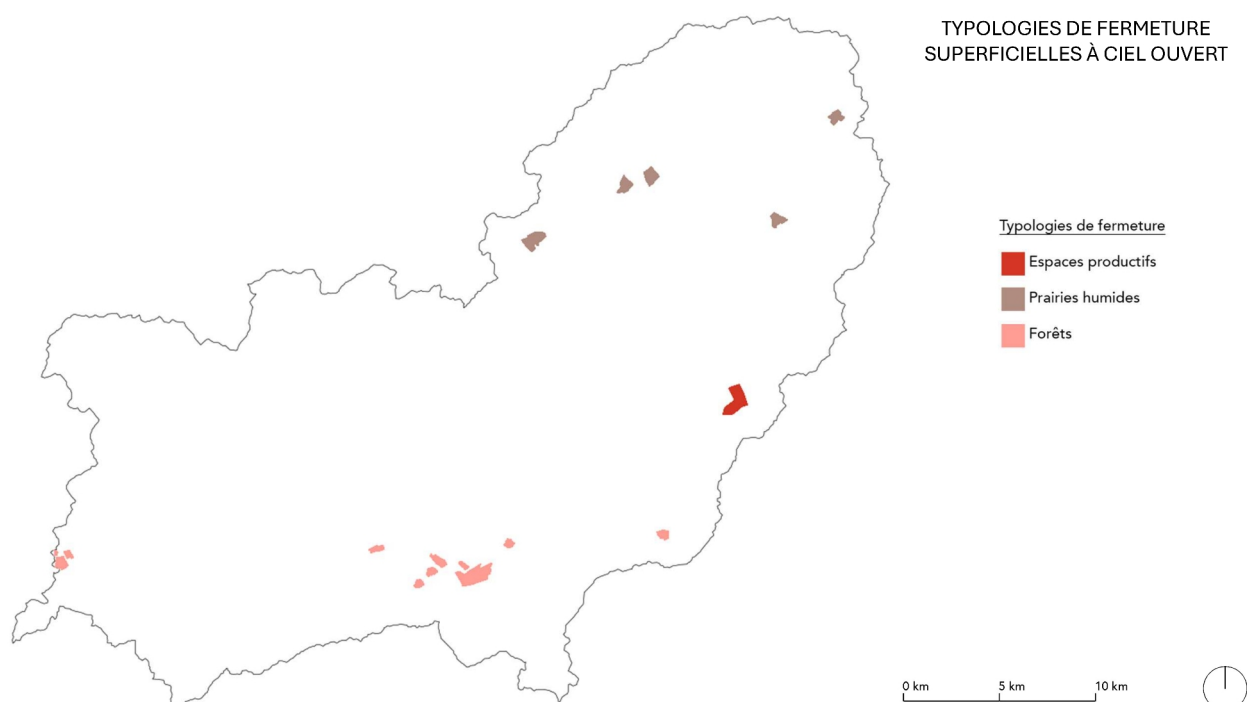 TYPOLOGIES DE FERMETURE
SUPERFICIELLES À CIEL OUVERT
Typologies de fermeture
Espaces productifs
Prairies humides
Forêts
0 km 5 km 10 km